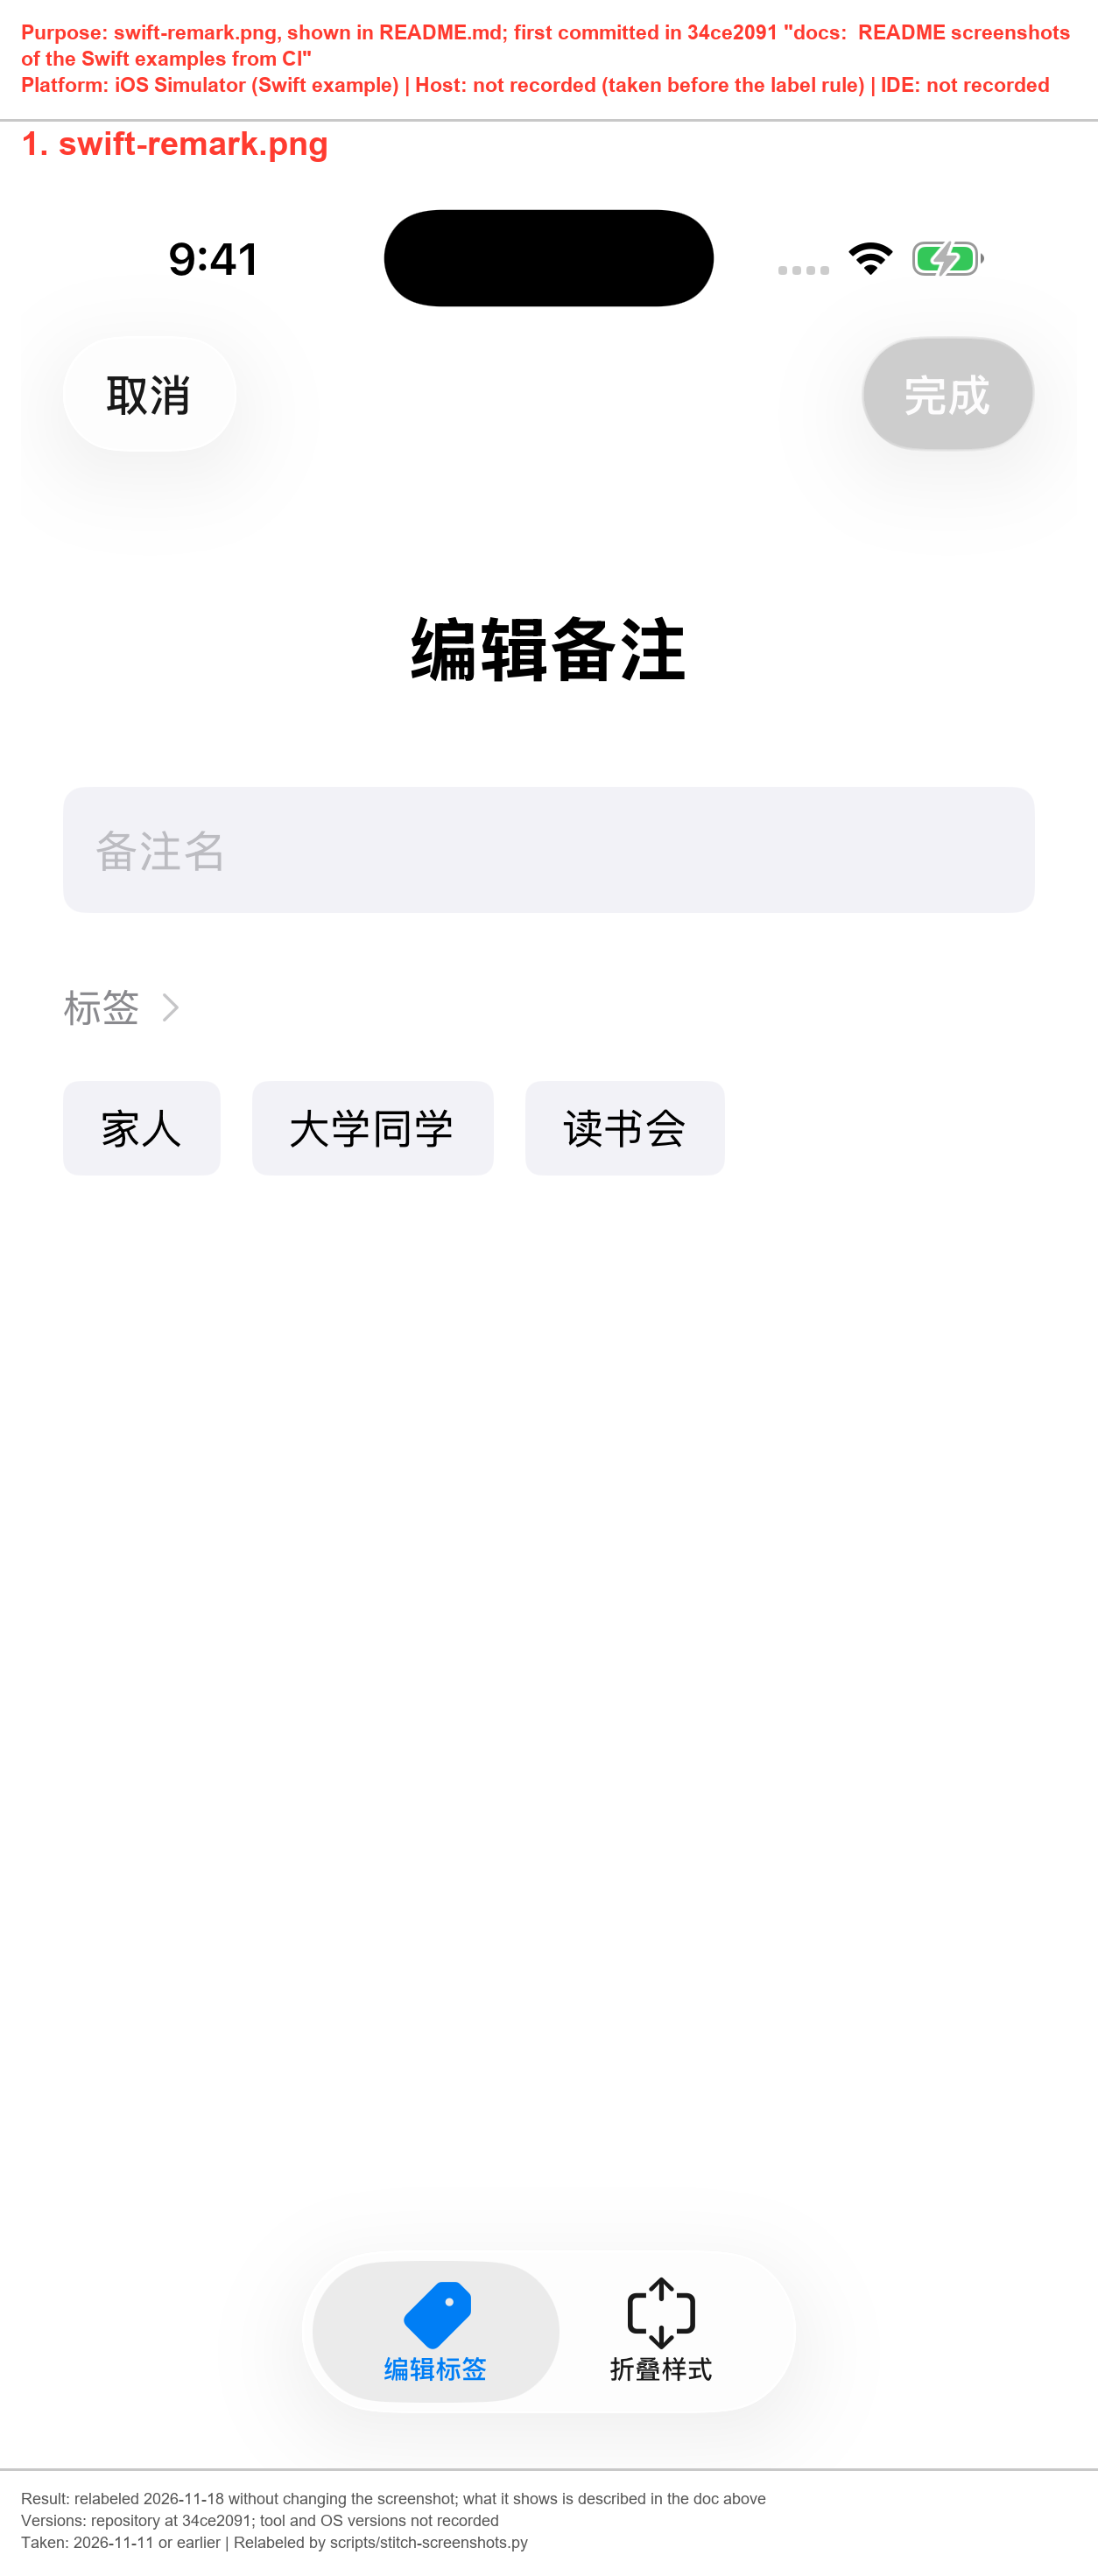 Purpose: swift-remark.png, shown in README.md; first committed in 34ce2091 "docs:  README screenshots
of the Swift examples from CI"
Platform: iOS Simulator (Swift example) | Host: not recorded (taken before the label rule) | IDE: not recorded
1. swift-remark.png
9:41
取消
完成
编辑备注
备注名
标签
家人 大学同学 读书会
编辑标签 折叠样式
Result: relabeled 2026-11-18 without changing the screenshot; what it shows is described in the doc above
Versions: repository at 34ce2091; tool and OS versions not recorded
Taken: 2026-11-11 or earlier | Relabeled by scripts/stitch-screenshots.py